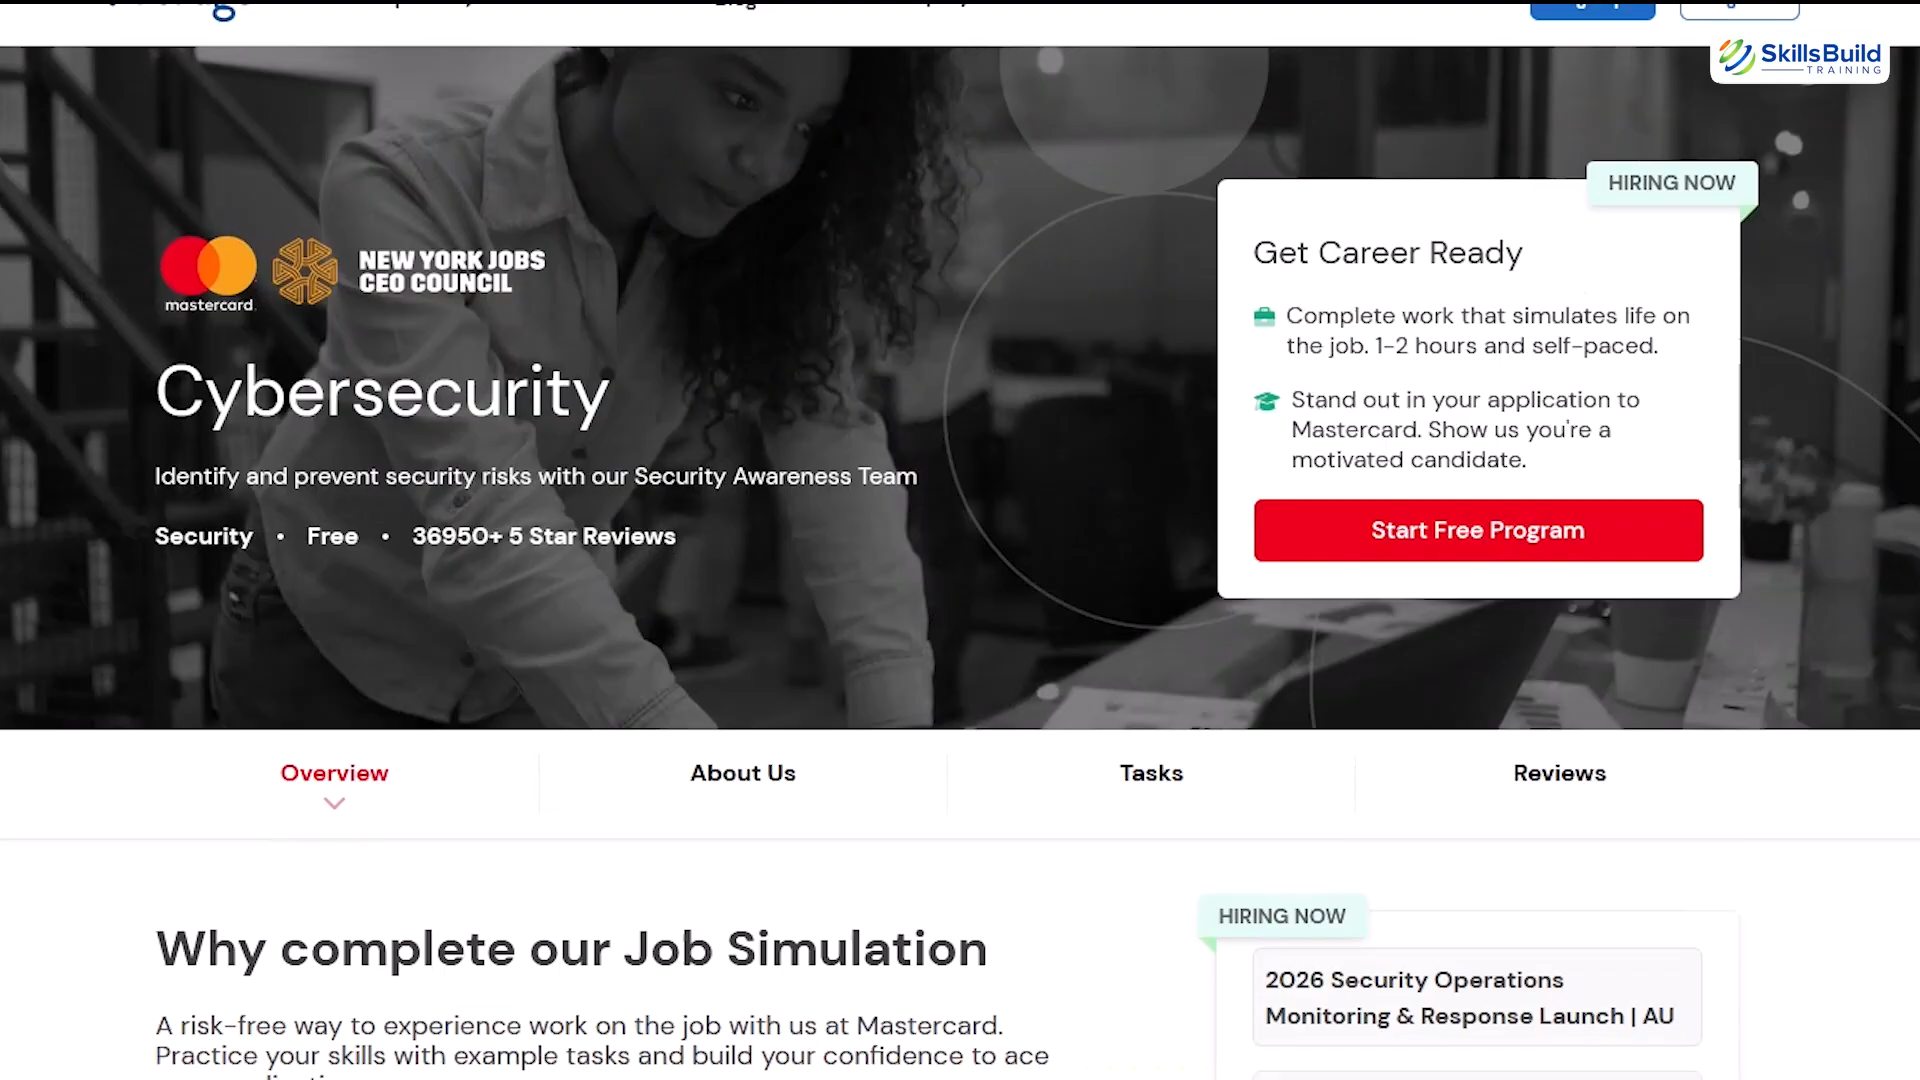 SkillsBuild
TRAINING
HIRING NOW
mastercard
NEW YORK JOBS
CEO COUNCIL
Cybersecurity
Identify and prevent security risks with our Security Awareness Team
Security • Free • 36950+ 5 Star Reviews
Get Career Ready
Complete work that simulates life on
the job. 1-2 hours and self-paced.
Stand out in your application to
Mastercard. Show us you're a
motivated candidate.
Start Free Program
Overview
About Us
Tasks
Reviews
Why complete our Job Simulation
A risk-free way to experience work on the job with us at Mastercard.
Practice your skills with example tasks and build your confidence to ace
HIRING NOW
2026 Security Operations
Monitoring & Response Launch | AU